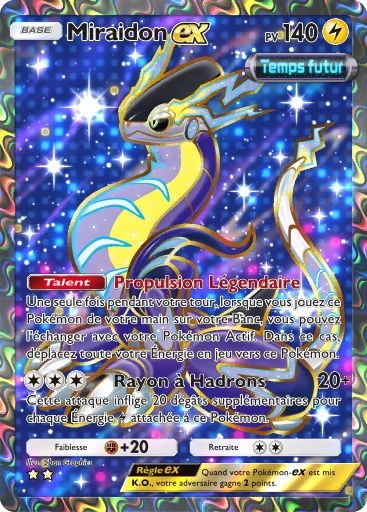 BASE Miraidon ex PV 140
Temps futur
Talent Propulsion Légendaire
Une seule fois pendant votre tour, lorsque vous jouez ce
Pokémon de votre main sur votre Banc, vous pouvez
l'échanger avec votre Pokémon Actif. Dans ce cas,
déplacez toute votre Énergie en jeu vers ce Pokémon.
Rayon à Hadrons 20+
Cette attaque inflige 20 dégâts supplémentaires pour
chaque Énergie attachée à ce Pokémon.
Faiblesse +20 Retraite
Illus. 5ban Graphics
Règle ex Quand votre Pokémon-ex est mis
K.O., votre adversaire gagne 2 points.